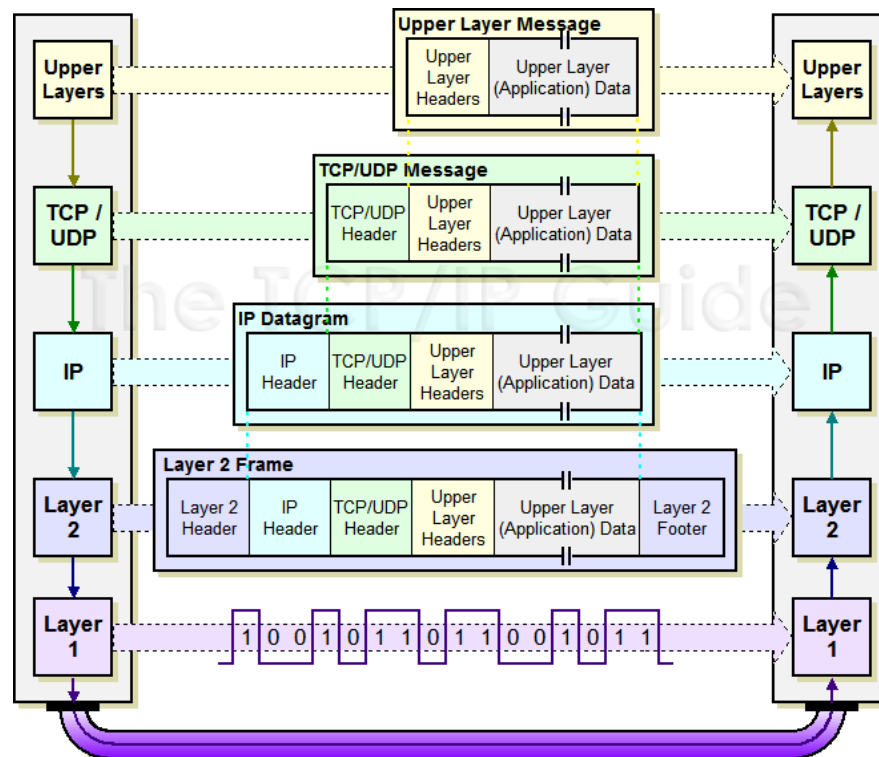 Upper Layer Message
Upper
Layers
Upper
Layer
Headers
Upper Layer
(Application) Data
Upper
Layers
TCP/UDP Message
TCP /
UDP
TCP/UDP
Header
Upper
Layer
Headers
Upper Layer
(Application) Data
TCP /
UDP
The TCP/IP Guide
IP Datagram
IP
IP
Header
TCP/UDP
Header
Upper
Layer
Headers
Upper Layer
(Application) Data
IP
Layer 2 Frame
Layer
2
Layer 2
Header
IP
Header
TCP/UDP
Header
Upper
Layer
Headers
Upper Layer
(Application) Data
Layer 2
Footer
Layer
2
Layer
1
1 0 0 1 0 1 1 0 1 1 0 0 1 0 1 1
Layer
1